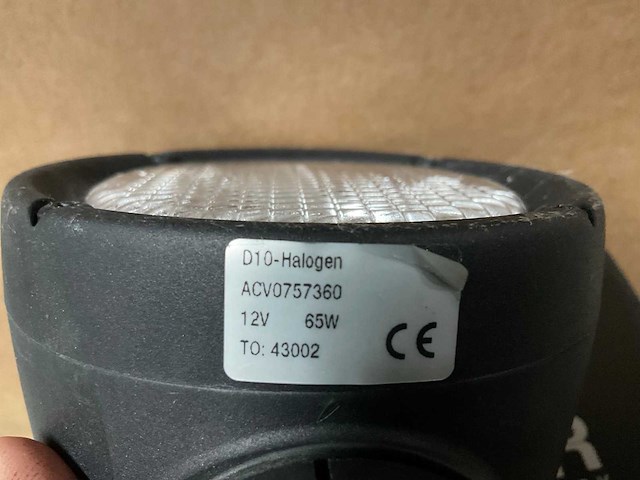 D10-Halogen
ACV0757360
12V 65W
TO: 43002
CE
R